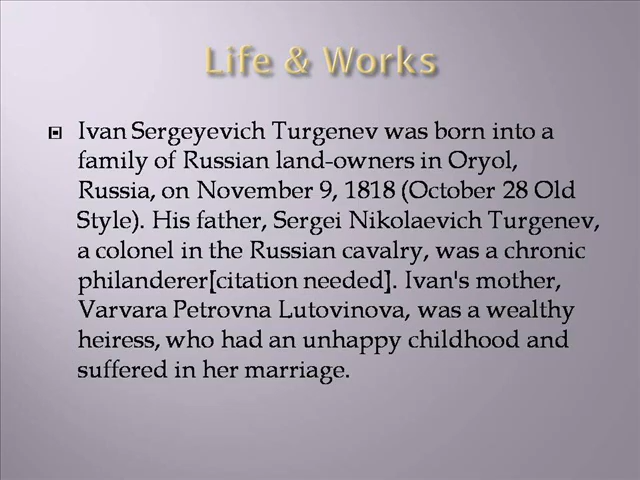 Life & Works
Ivan Sergeyevich Turgenev was born into a
family of Russian land-owners in Oryol,
Russia, on November 9, 1818 (October 28 Old
Style). His father, Sergei Nikolaevich Turgenev,
a colonel in the Russian cavalry, was a chronic
philanderer[citation needed]. Ivan's mother,
Varvara Petrovna Lutovinova, was a wealthy
heiress, who had an unhappy childhood and
suffered in her marriage.